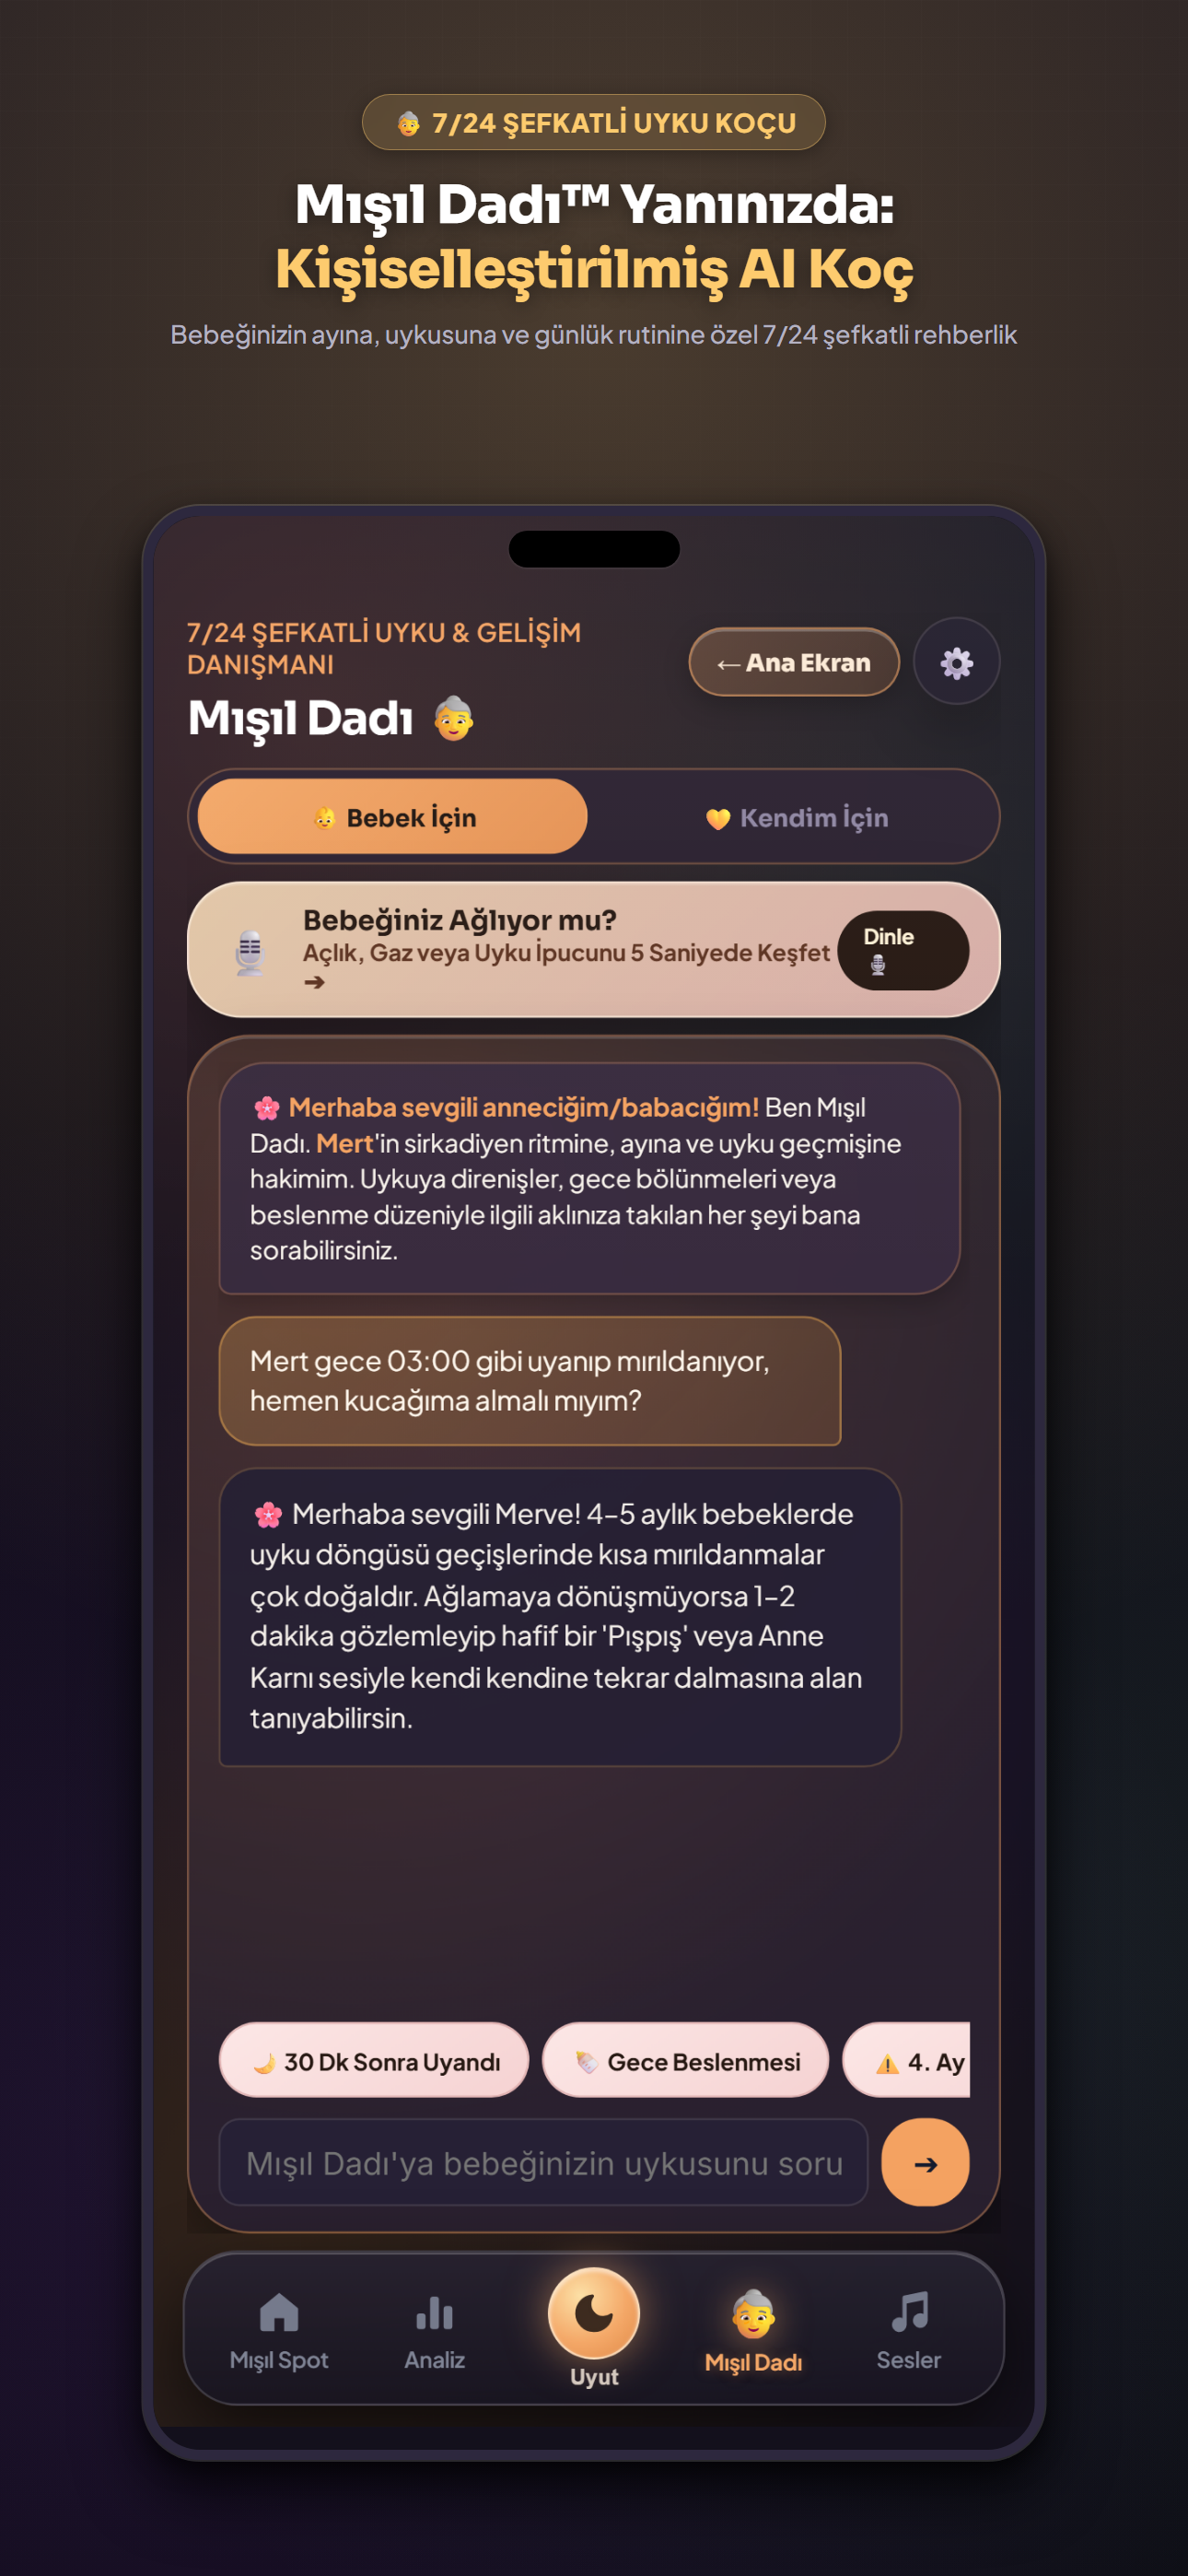 7/24 ŞEFKATLİ UYKU KOÇU
Mışıl Dadı™ Yanınızda:
Kişiselleştirilmiş AI Koç
Bebeğinizin ayına, uykusuna ve günlük rutinine özel 7/24 şefkatli rehberlik
7/24 ŞEFKATLİ UYKU & GELİŞİM
DANIŞMANI
Mışıl Dadı
← Ana Ekran
Bebek İçin
Kendim İçin
Bebeğiniz Ağlıyor mu?
Açlık, Gaz veya Uyku İpucunu 5 Saniyede Keşfet
➔
Dinle
Merhaba sevgili anneciğim/babacığım! Ben Mışıl
Dadı. Mert'in sirkadiyen ritmine, ayına ve uyku geçmişine
hakimim. Uykuya direnişler, gece bölünmeleri veya
beslenme düzeniyle ilgili aklınıza takılan her şeyi bana
sorabilirsiniz.
Mert gece 03:00 gibi uyanıp mırıldanıyor,
hemen kucağıma almalı mıyım?
Merhaba sevgili Merve! 4–5 aylık bebeklerde
uyku döngüsü geçişlerinde kısa mırıldanmalar
çok doğaldır. Ağlamaya dönüşmüyorsa 1–2
dakika gözlemleyip hafif bir 'Pışpış' veya Anne
Karnı sesiyle kendi kendine tekrar dalmasına alan
tanıyabilirsin.
30 Dk Sonra Uyandı
Gece Beslenmesi
4. Ay
Mışıl Dadı'ya bebeğinizin uykusunu soru
➔
Mışıl Spot
Analiz
Uyut
Mışıl Dadı
Sesler